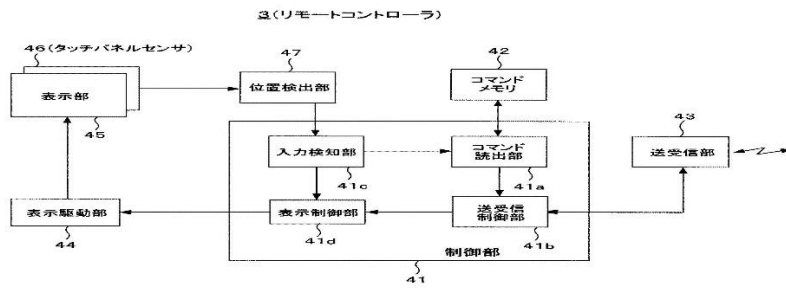 3(リモートコントローラ)
46(タッチパネルセンサ)
47
42
表示部
45
位置検出部
コマンド
メモリ
43
入力検知部
41c
コマンド
読出部
41a
送受信部
表示駆動部
44
表示制御部
41d
送受信
制御部
41b
制御部
41